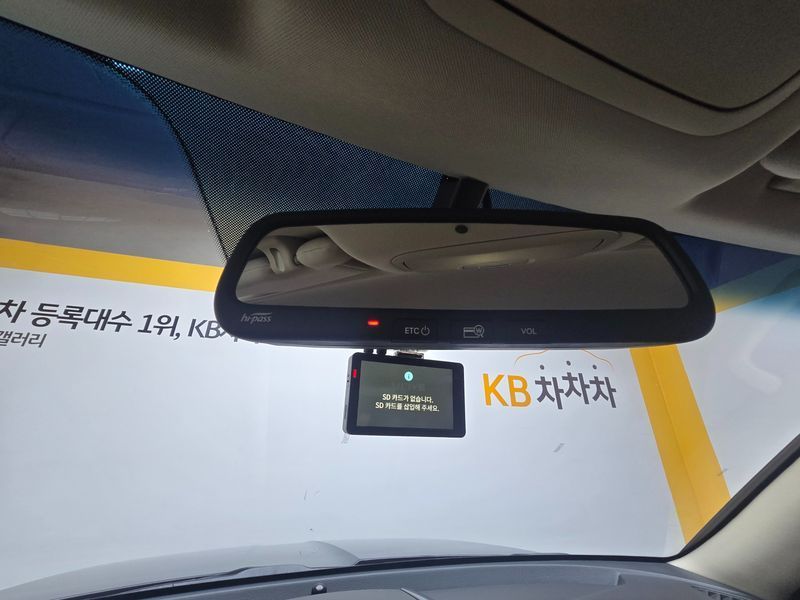 차 등록대수 1위, KB
갤러리
hi-pass
ETC
W
VOL
SD 카드가 없습니다.
SD 카드를 삽입해 주세요.
KB 차차차